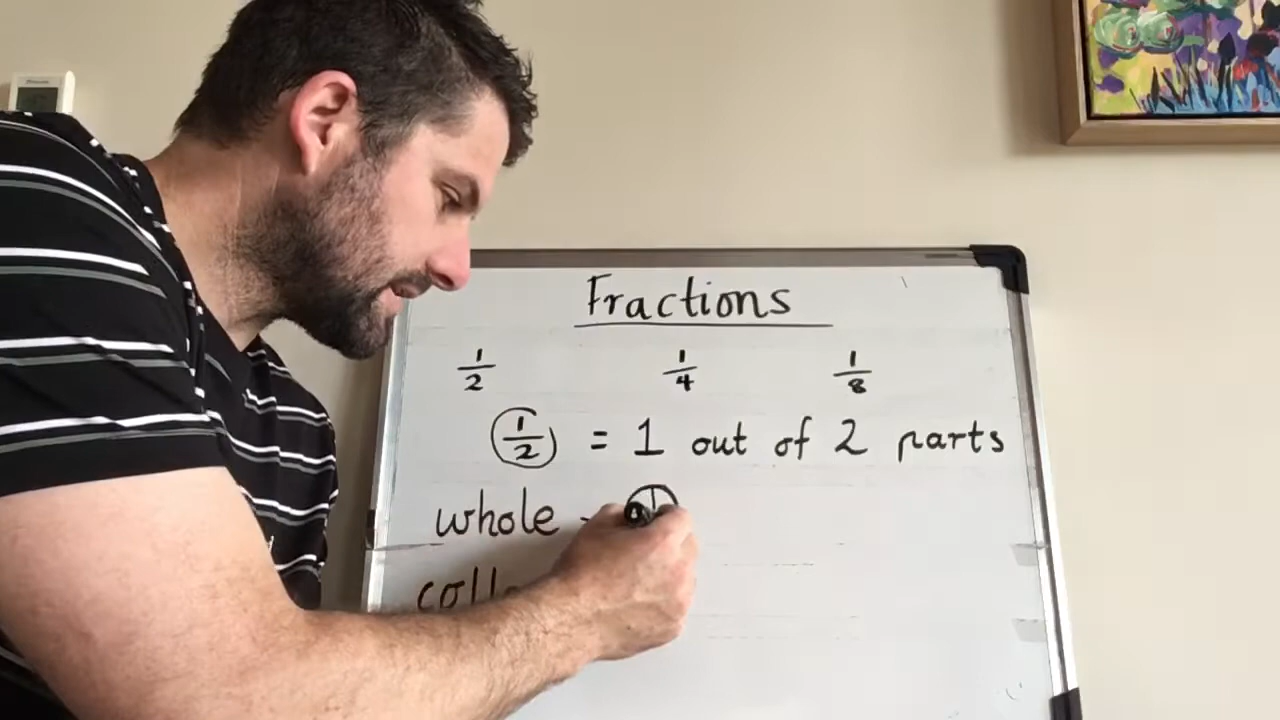 Fractions
1/2 1/4 1/8
1/2 = 1 out of 2 parts
whole -